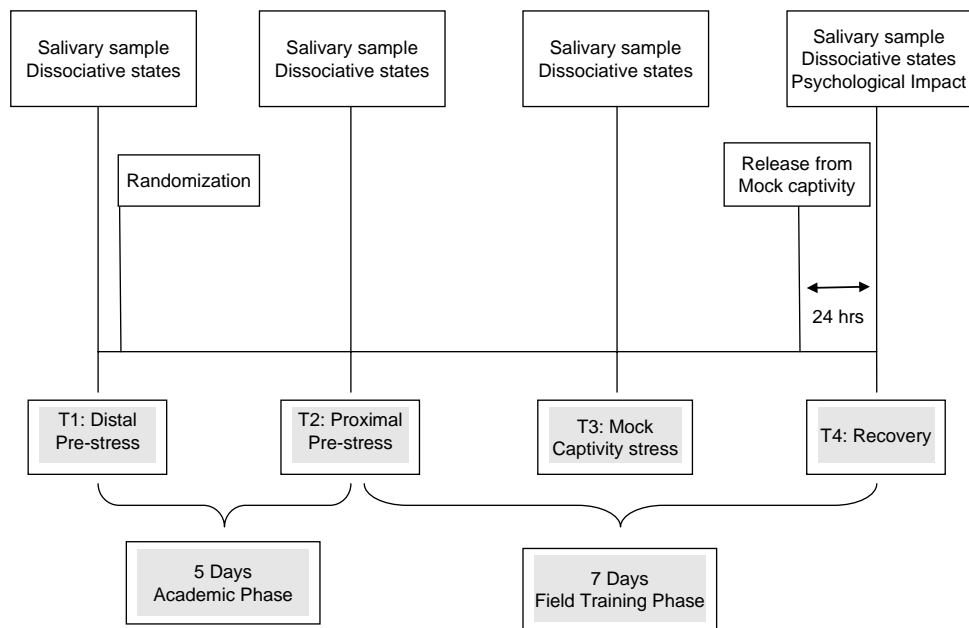 Salivary sample
Dissociative states
Salivary sample
Dissociative states
Salivary sample
Dissociative states
Salivary sample
Dissociative states
Psychological Impact
Randomization
Release from
Mock captivity
24 hrs
T1: Distal
Pre-stress
T2: Proximal
Pre-stress
T3: Mock
Captivity stress
T4: Recovery
5 Days
Academic Phase
7 Days
Field Training Phase